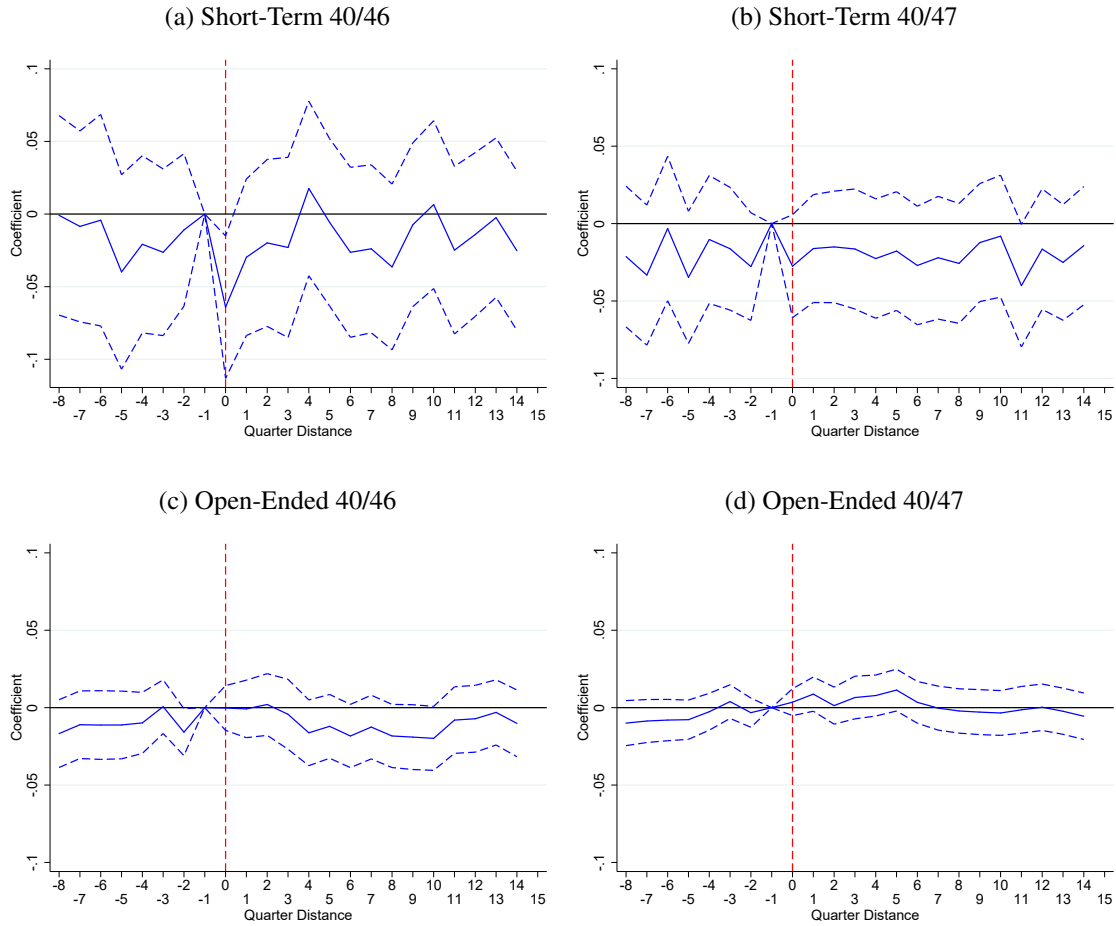 (a) Short-Term 40/46
.1
.05
0
-.05
-.1
Coefficient
-8 -7 -6 -5 -4 -3 -2 -1 0 1 2 3 4 5 6 7 8 9 10 11 12 13 14 15
Quarter Distance
(b) Short-Term 40/47
.1
.05
0
-.05
-.1
Coefficient
-8 -7 -6 -5 -4 -3 -2 -1 0 1 2 3 4 5 6 7 8 9 10 11 12 13 14 15
Quarter Distance
(c) Open-Ended 40/46
.1
.05
0
-.05
-.1
Coefficient
-8 -7 -6 -5 -4 -3 -2 -1 0 1 2 3 4 5 6 7 8 9 10 11 12 13 14 15
Quarter Distance
(d) Open-Ended 40/47
.1
.05
0
-.05
-.1
Coefficient
-8 -7 -6 -5 -4 -3 -2 -1 0 1 2 3 4 5 6 7 8 9 10 11 12 13 14 15
Quarter Distance